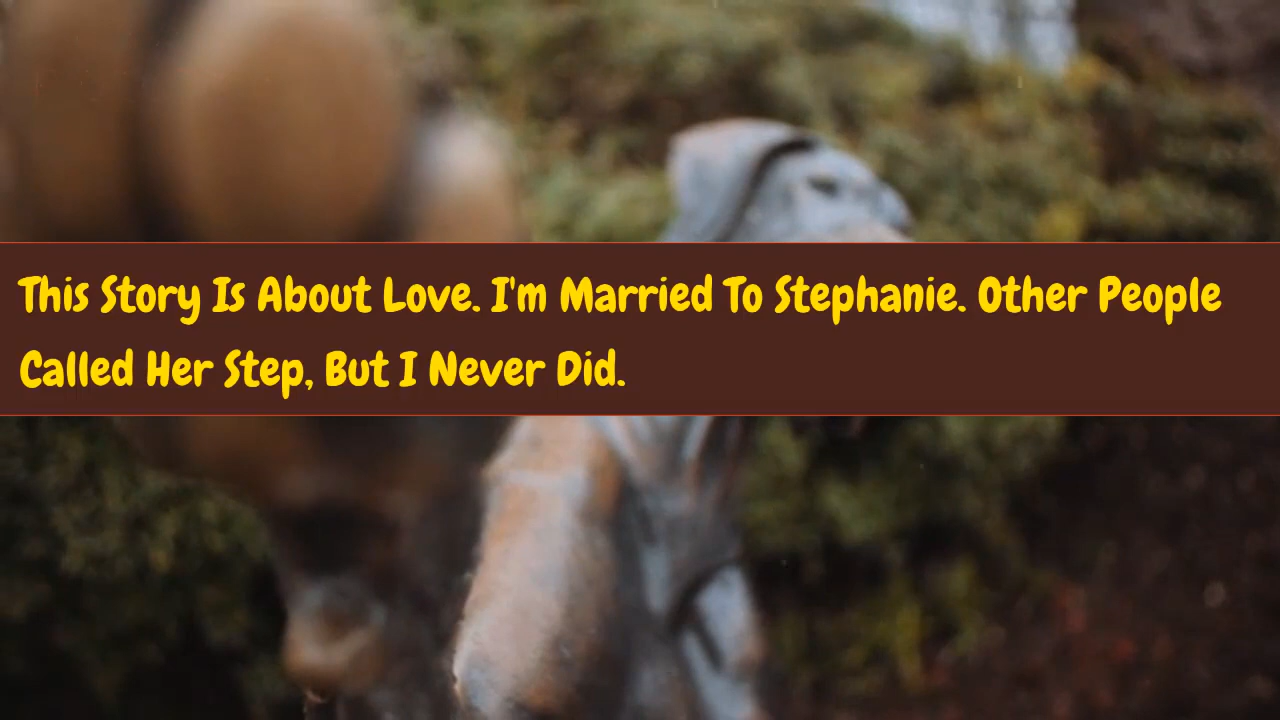 This Story Is About Love. I'm Married To Stephanie. Other People
Called Her Step, But I Never Did.